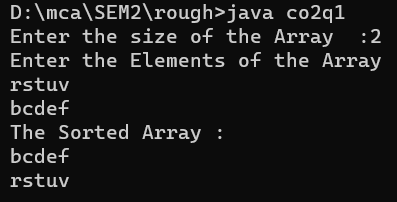 D:\mca\SEM2\rough>java co2q1
Enter the size of the Array  :2
Enter the Elements of the Array
rstuv
bcdef
The Sorted Array :
bcdef
rstuv